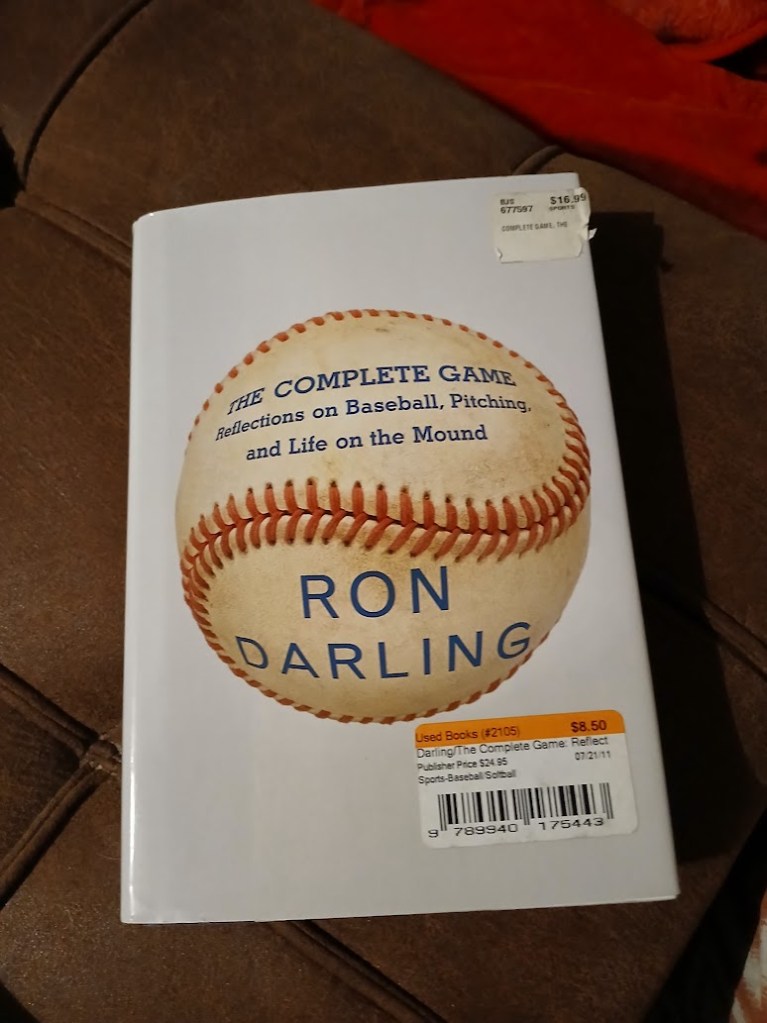 BJS $16.99
677597 SPORTS
COMPLETE GAME, THE
THE COMPLETE GAME
Reflections on Baseball, Pitching,
and Life on the Mound
RON
DARLING
Used Books (#2105) $8.50
Darling/The Complete Game: Reflect
Publisher Price $24.95 07/21/11
Sports-Baseball/Softball
9 789940 175443